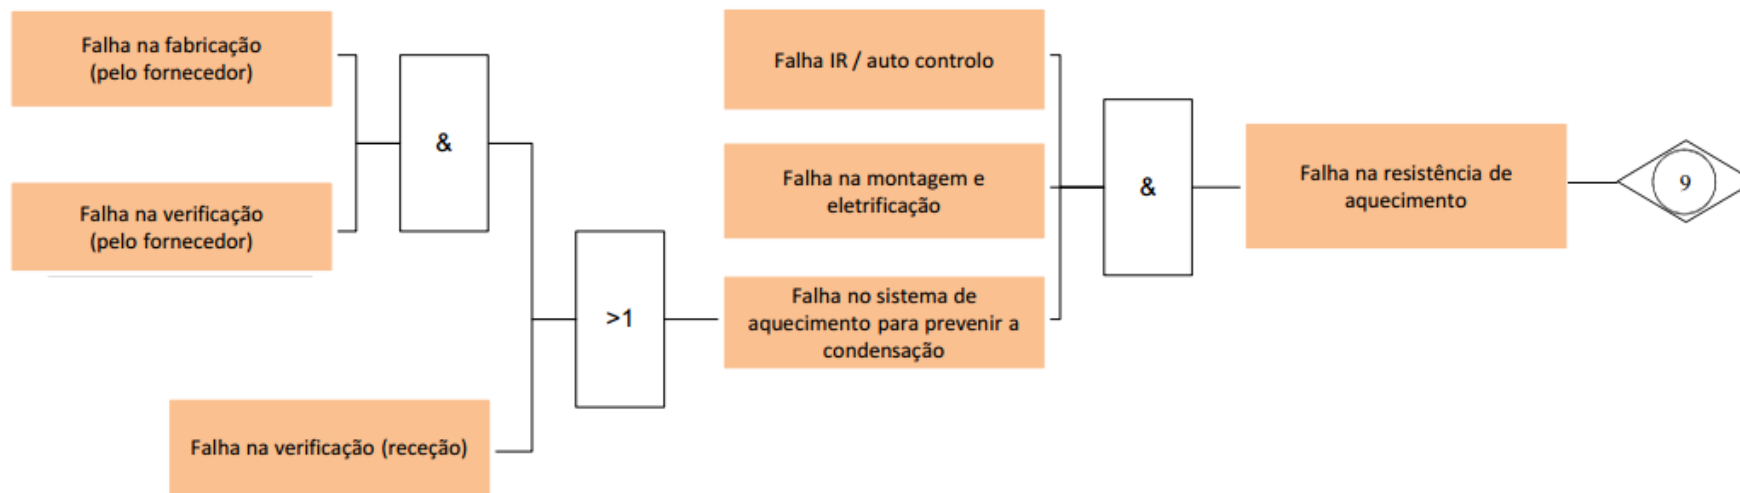 Falha na fabricação
(pelo fornecedor)
&
Falha na verificação
(pelo fornecedor)
>1
Falha na verificação (receção)
Falha IR / auto controlo
Falha na montagem e
eletrificação
Falha no sistema de
aquecimento para prevenir a
condensação
&
Falha na resistência de
aquecimento
9